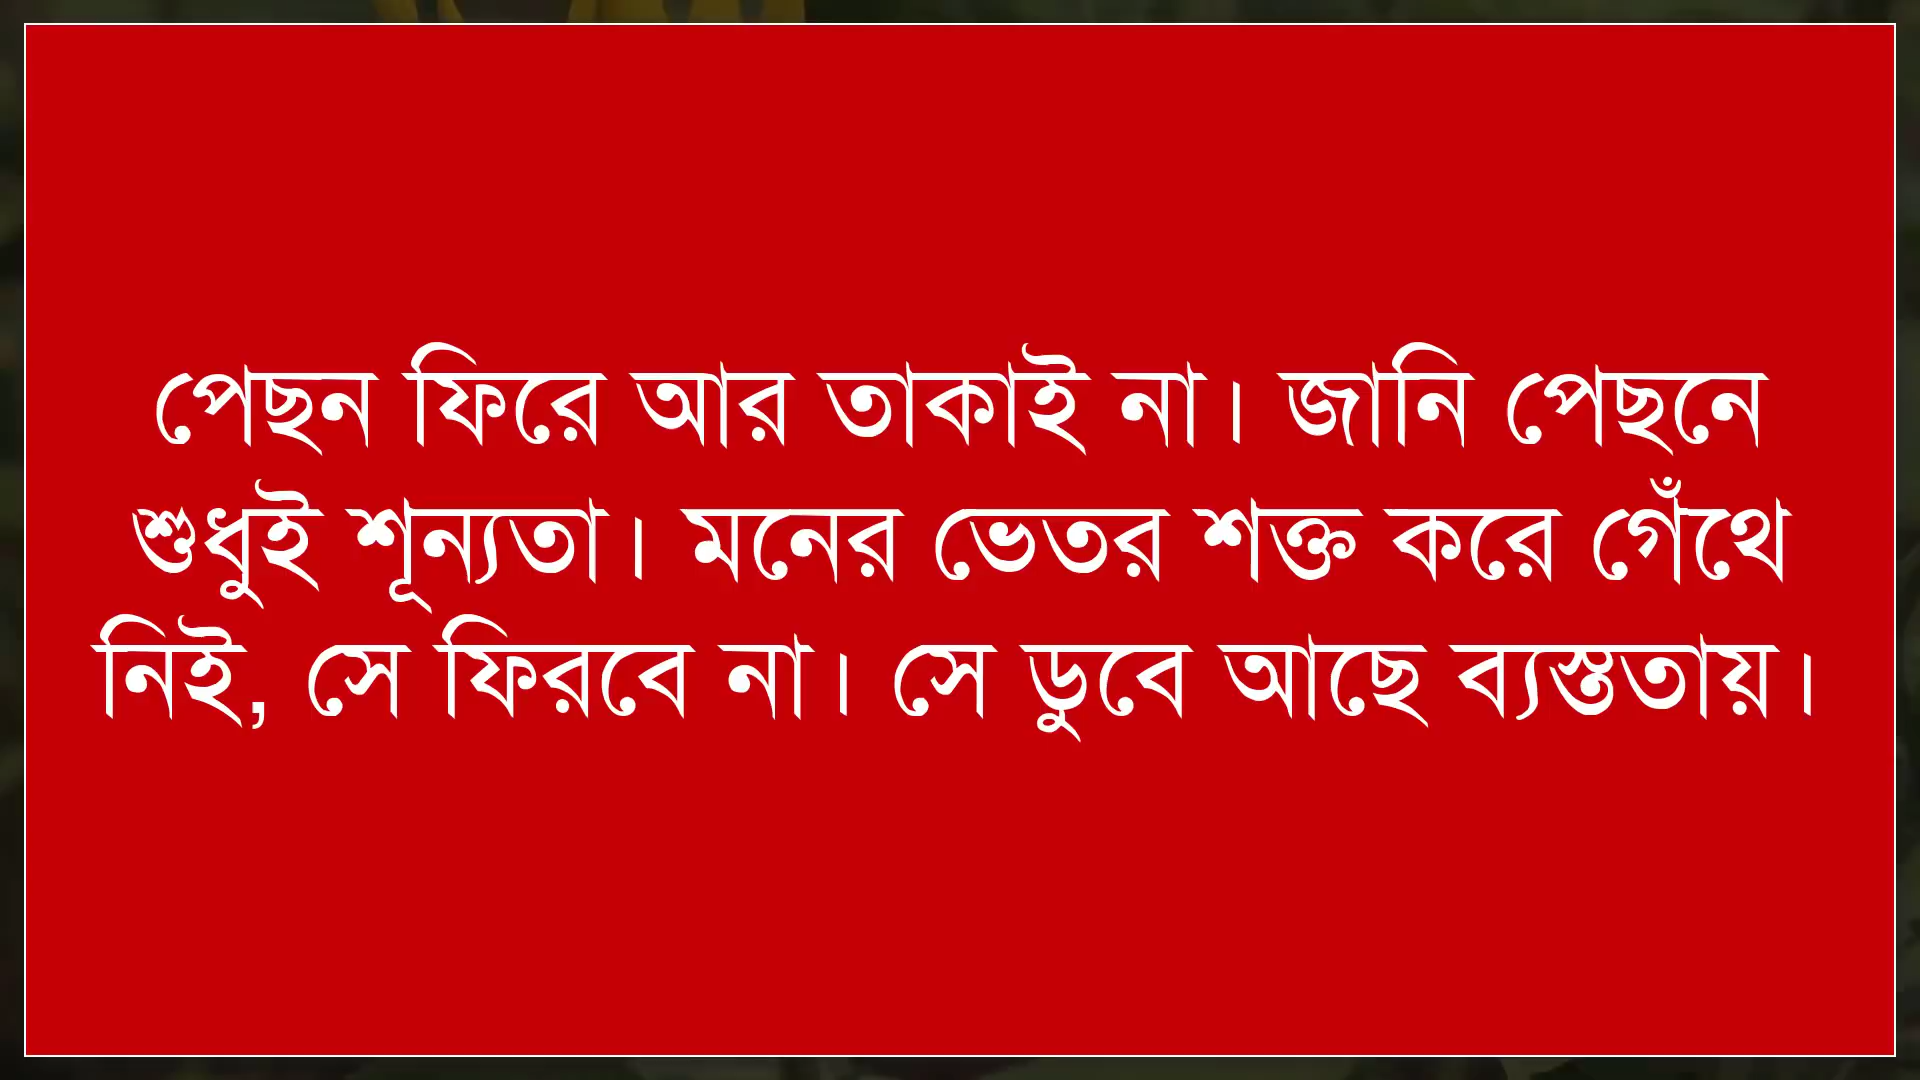 পেছন ফিরে আর তাকাই না। জানি পেছনে
শুধুই শূন্যতা। মনের ভেতর শক্ত করে গেঁথে
নিই, সে ফিরবে না। সে ডুবে আছে ব্যস্ততায়।